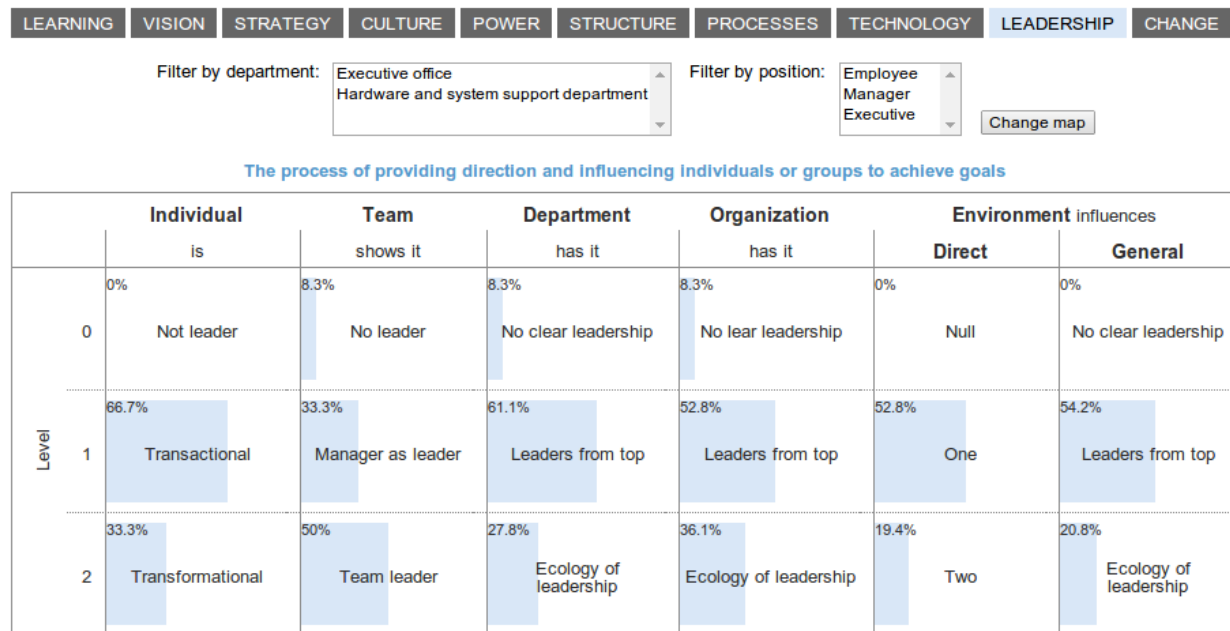 LEARNING VISION STRATEGY CULTURE POWER STRUCTURE PROCESSES TECHNOLOGY LEADERSHIP CHANGE
Filter by department: Executive office Filter by position: Employee
Hardware and system support department Manager
Executive Change map
The process of providing direction and influencing individuals or groups to achieve goals
Individual Team Department Organization Environment influences
is shows it has it has it Direct General
0% 8.3% 8.3% 8.3% 0% 0%
0 Not leader No leader No clear leadership No lear leadership Null No clear leadership
66.7% 33.3% 61.1% 52.8% 52.8% 54.2%
Level 1 Transactional Manager as leader Leaders from top Leaders from top One Leaders from top
33.3% 50% 27.8% 36.1% 19.4% 20.8%
2 Transformational Team leader Ecology of leadership Ecology of leadership Two Ecology of leadership